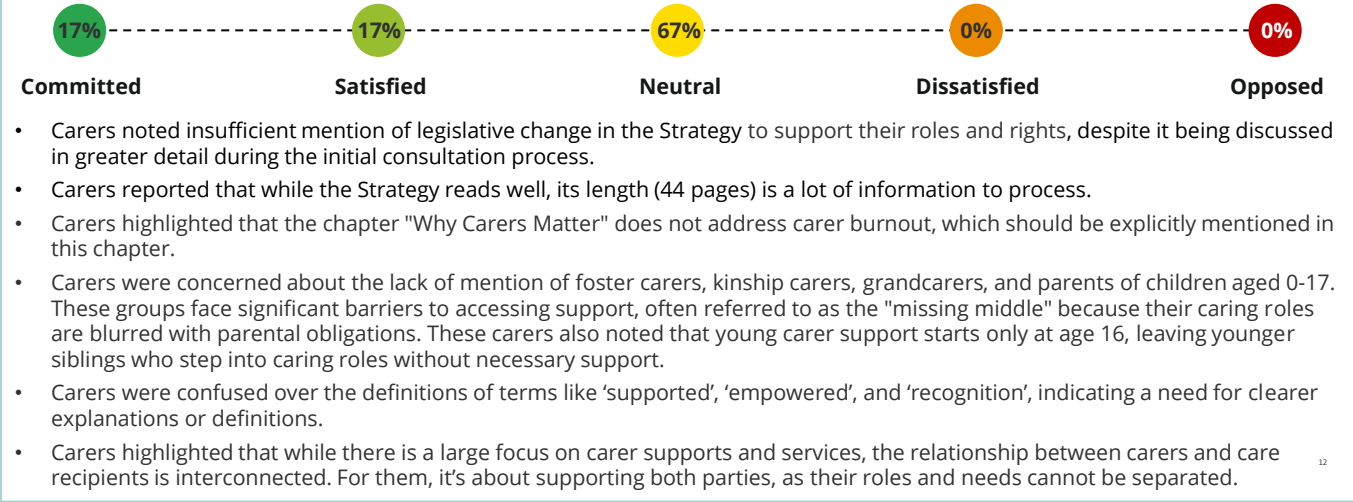 17% 17% 67% 0% 0%
Committed Satisfied Neutral Dissatisfied Opposed
• Carers noted insufficient mention of legislative change in the Strategy to support their roles and rights, despite it being discussed
in greater detail during the initial consultation process.
• Carers reported that while the Strategy reads well, its length (44 pages) is a lot of information to process.
• Carers highlighted that the chapter "Why Carers Matter" does not address carer burnout, which should be explicitly mentioned in
this chapter.
• Carers were concerned about the lack of mention of foster carers, kinship carers, grandcarers, and parents of children aged 0-17.
These groups face significant barriers to accessing support, often referred to as the "missing middle" because their caring roles
are blurred with parental obligations. These carers also noted that young carer support starts only at age 16, leaving younger
siblings who step into caring roles without necessary support.
• Carers were confused over the definitions of terms like ‘supported’, ‘empowered’, and ‘recognition’, indicating a need for clearer
explanations or definitions.
• Carers highlighted that while there is a large focus on carer supports and services, the relationship between carers and care
recipients is interconnected. For them, it’s about supporting both parties, as their roles and needs cannot be separated.
12